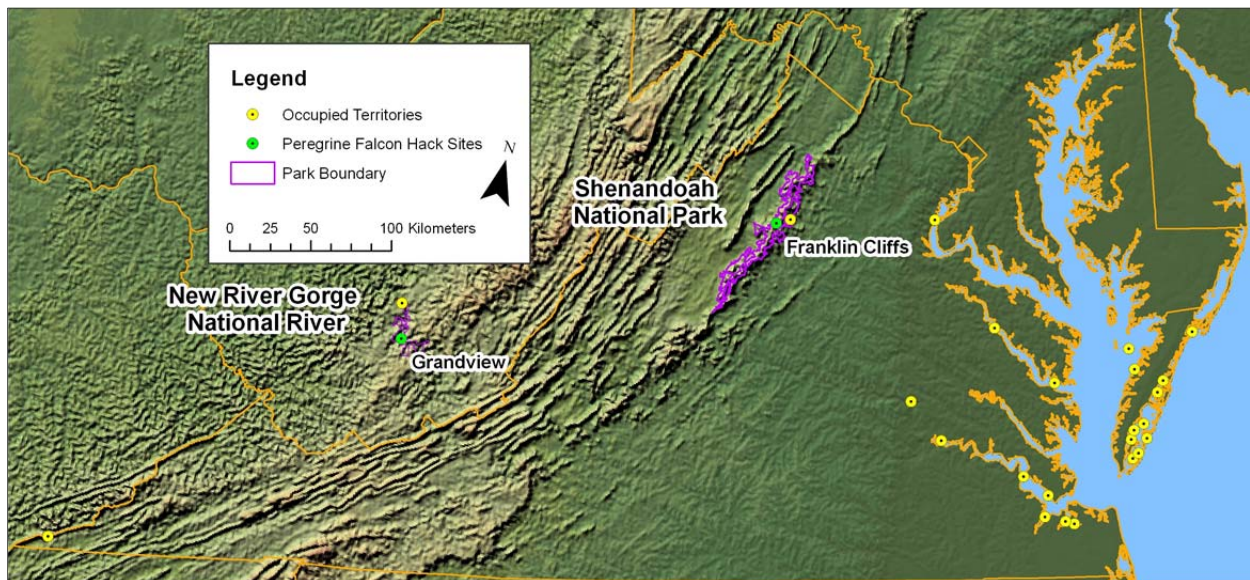 Legend
Occupied Territories
Peregrine Falcon Hack Sites
Park Boundary
N
0 25 50 100 Kilometers
Shenandoah
National Park
Franklin Cliffs
New River Gorge
National River
Grandview